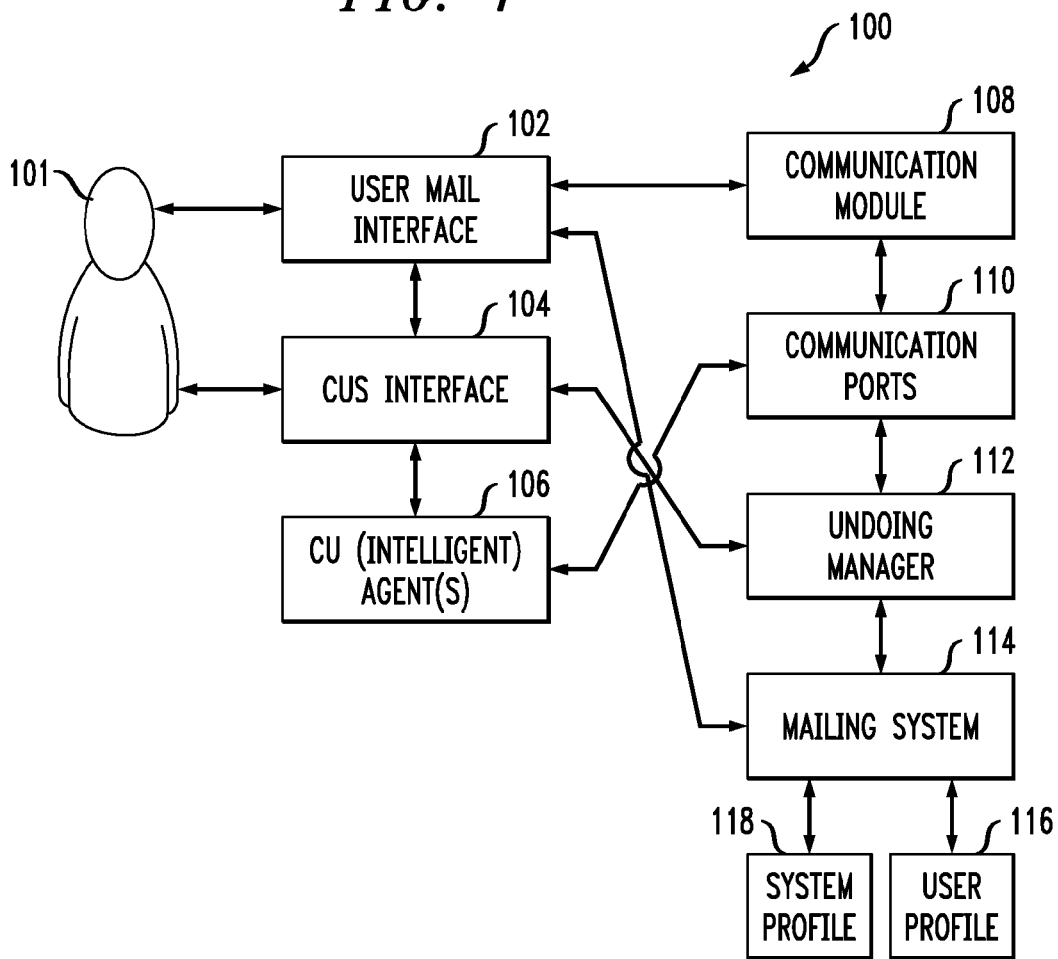 FIG.
100
102
108
101
USER MAIL
INTERFACE
COMMUNICATION
MODULE
104
110
CUS INTERFACE
COMMUNICATION
PORTS
106
112
CU (INTELLIGENT)
AGENT(S)
UNDOING
MANAGER
114
MAILING SYSTEM
118
116
SYSTEM
PROFILE
USER
PROFILE